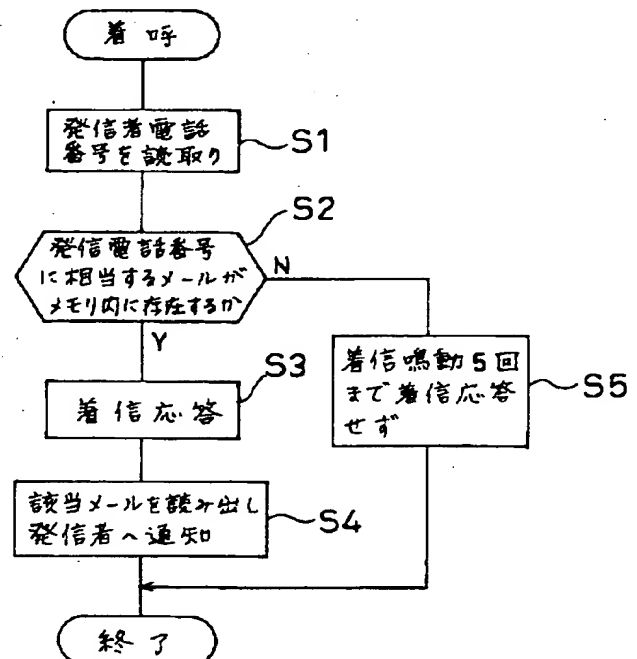 着呼
発信者電話
番号を読取り
S1
S2
発信電話番号
に相当するメールが
メモリ内に存在するか
N
Y
S3
着信応答
着信鳴動5回
まで着信応答
せず
S5
該当メールを読み出し
発信者へ通知
S4
終了